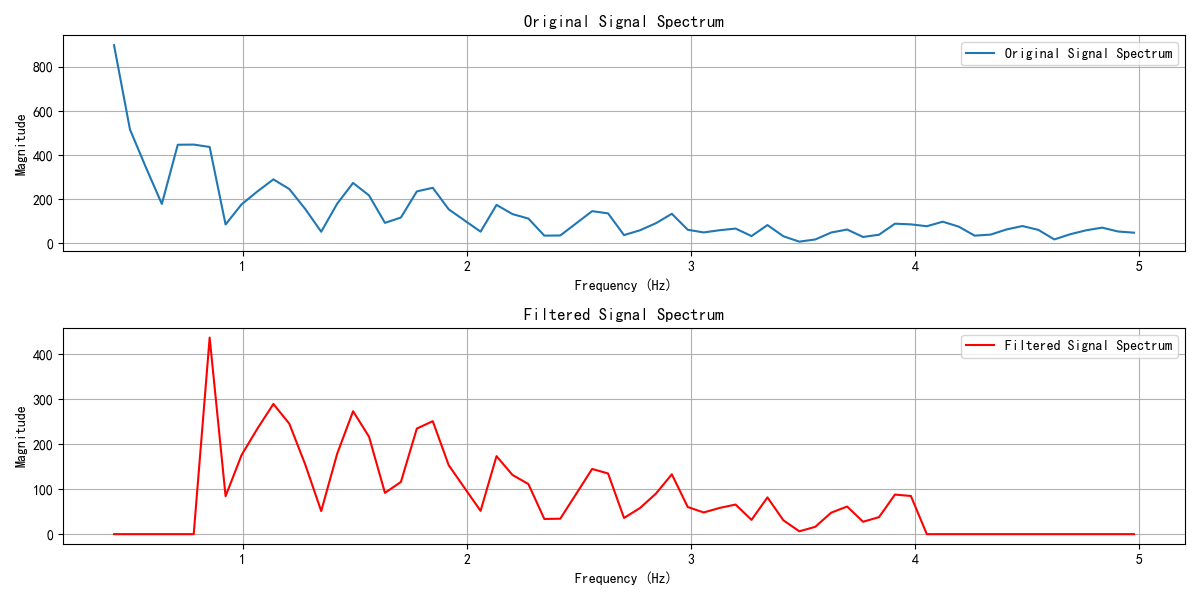 Original Signal Spectrum
Original Signal Spectrum
800
600
400
200
0
Magnitude
1
2
3
4
5
Frequency (Hz)
Filtered Signal Spectrum
Filtered Signal Spectrum
400
300
200
100
0
Magnitude
1
2
3
4
5
Frequency (Hz)